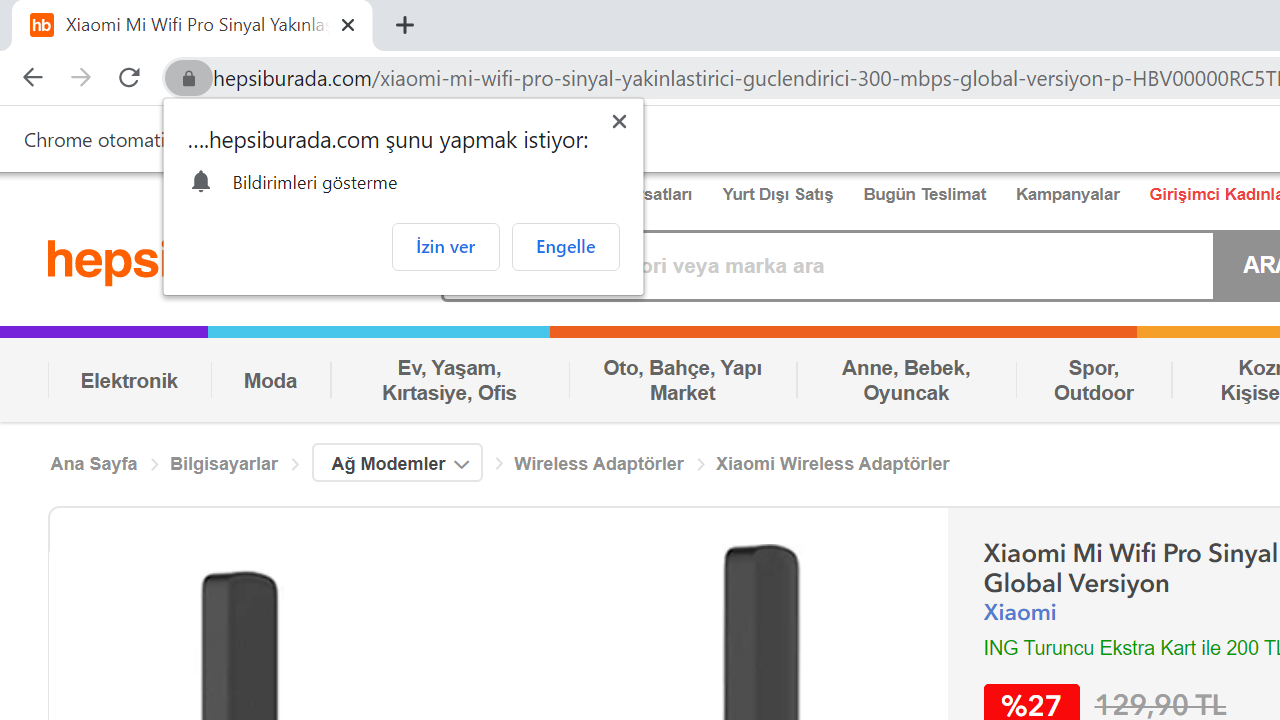 hb Xiaomi Mi Wifi Pro Sinyal Yakınlaş
hepsiburada.com/xiaomi-mi-wifi-pro-sinyal-yakinlastirici-guclendirici-300-mbps-global-versiyon-p-HBV00000RC5T
Chrome otomati
....hepsiburada.com şunu yapmak istiyor:
Bildirimleri gösterme
İzin ver Engelle
rsatları Yurt Dışı Satış Bugün Teslimat Kampanyalar Girişimci Kadınla
hepsi
ori veya marka ara ARA
Elektronik
Moda
Ev, Yaşam,
Kırtasiye, Ofis
Oto, Bahçe, Yapı
Market
Anne, Bebek,
Oyuncak
Spor,
Outdoor
Kozm
Kişise
Ana Sayfa Bilgisayarlar Ağ Modemler Wireless Adaptörler Xiaomi Wireless Adaptörler
Xiaomi Mi Wifi Pro Sinyal
Global Versiyon
Xiaomi
ING Turuncu Ekstra Kart ile 200 TL
%27 129,90 TL